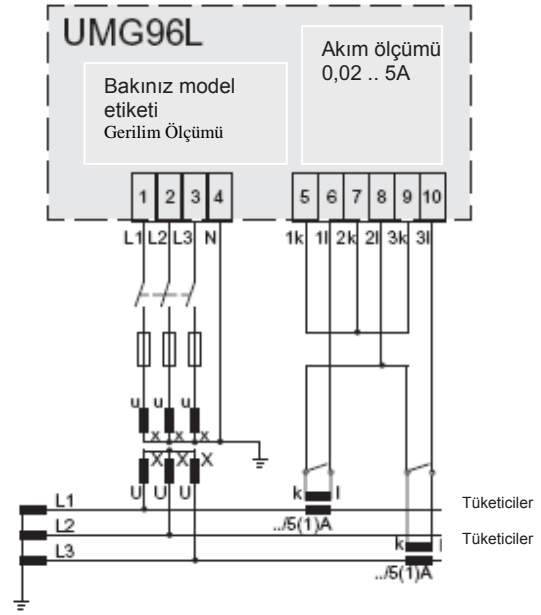 UMG96L
Akım ölçümü
0,02 .. 5A
Bakınız model
etiketi
Gerilim Ölçümü
1 2 3 4 5 6 7 8 9 10
L1 L2 L3 N 1k 1l 2k 2l 3k 3l
u u u
x x x
X X X
U U U
k l
L1
../5(1)A
Tüketiciler
L2
Tüketiciler
k l
L3
../5(1)A